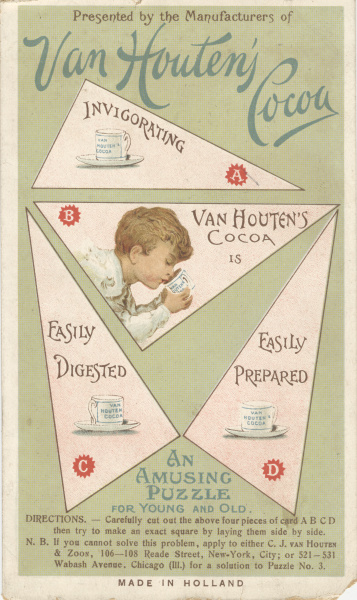 Presented by the Manufacturers of
Van Houten's
Cocoa
INVIGORATING
VAN
HOUTEN'S
COCOA
A
B
VAN HOUTEN'S
COCOA
IS
EASILY
DIGESTED
VAN
HOUTEN'S
COCOA
C
EASILY
PREPARED
VAN
HOUTEN'S
COCOA
D
AN
AMUSING
PUZZLE
FOR YOUNG AND OLD.
DIRECTIONS. — Carefully cut out the above four pieces of card A B C D
then try to make an exact square by laying them side by side.
N. B. If you cannot solve this problem, apply to either C. J. VAN HOUTEN
& ZOON, 106—108 Reade Street, New-York, City; or 521—531
Wabash Avenue. Chicago (Ill.) for a solution to Puzzle No. 3.
MADE IN HOLLAND